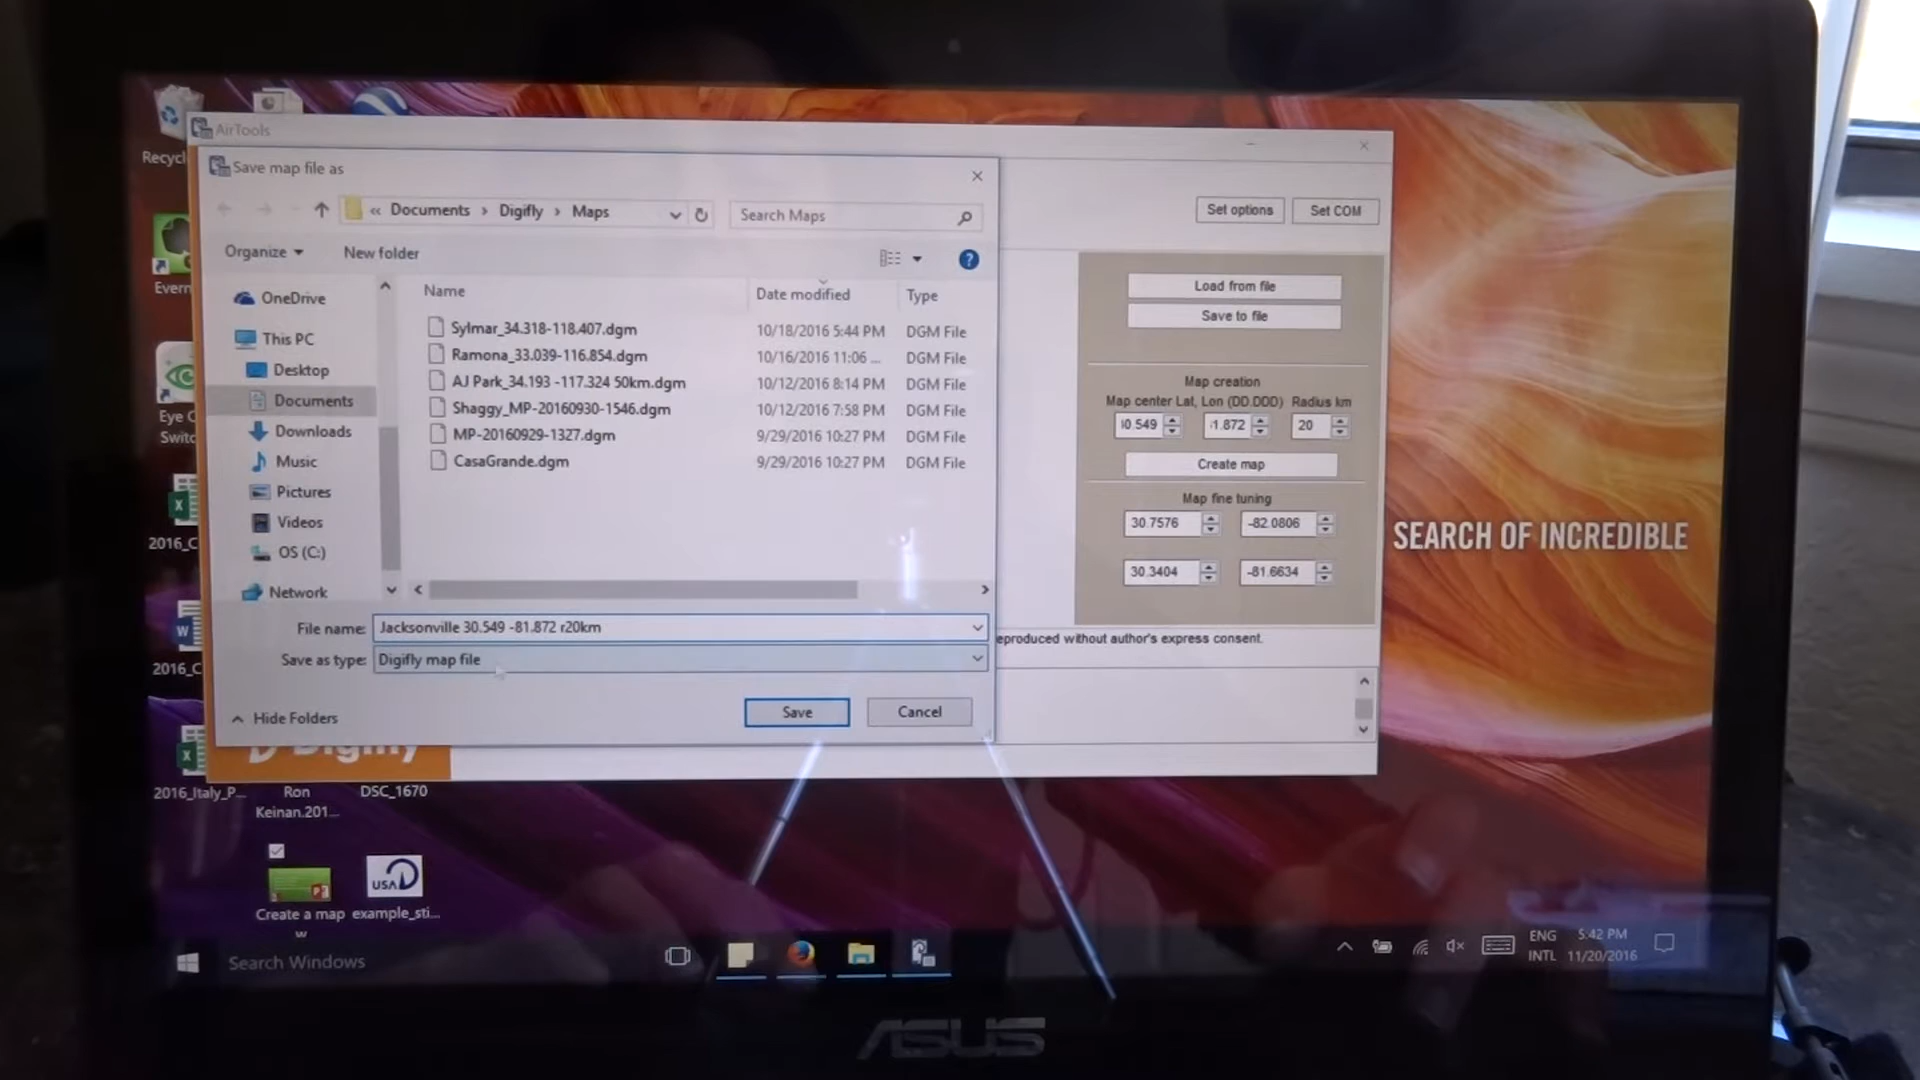 AirTools
Save map file as
« Documents › Digifly › Maps
Search Maps
Organize
New folder
OneDrive
This PC
Desktop
Documents
Downloads
Music
Pictures
Videos
OS (C:)
Network
Name Date modified Type
Sylmar_34.318-118.407.dgm 10/18/2016 5:44 PM DGM File
Ramona_33.039-116.854.dgm 10/16/2016 11:06 ... DGM File
AJ Park_34.193 -117.324 50km.dgm 10/12/2016 8:14 PM DGM File
Shaggy_MP-20160930-1546.dgm 10/12/2016 7:58 PM DGM File
MP-20160929-1327.dgm 9/29/2016 10:27 PM DGM File
CasaGrande.dgm 9/29/2016 10:27 PM DGM File
File name: Jacksonville 30.549 -81.872 r20km
Save as type: Digifly map file
Hide Folders
Save
Cancel
Set options
Set COM
Load from file
Save to file
Map creation
Map center Lat, Lon (DD.DDD) Radius km
0.549 1.872 20
Create map
Map fine tuning
30.7576 -82.0806
30.3404 -81.6634
eproduced without author's express consent.
SEARCH OF INCREDIBLE
Recycl
Evern
Eye C
Switc
2016_C
2016_C
2016_Italy_P...
Ron
Keinan.201...
DSC_1670
Digifly
USA
Create a map
w
example_sti...
Search Windows
ENG
INTL
5:42 PM
11/20/2016
ASUS